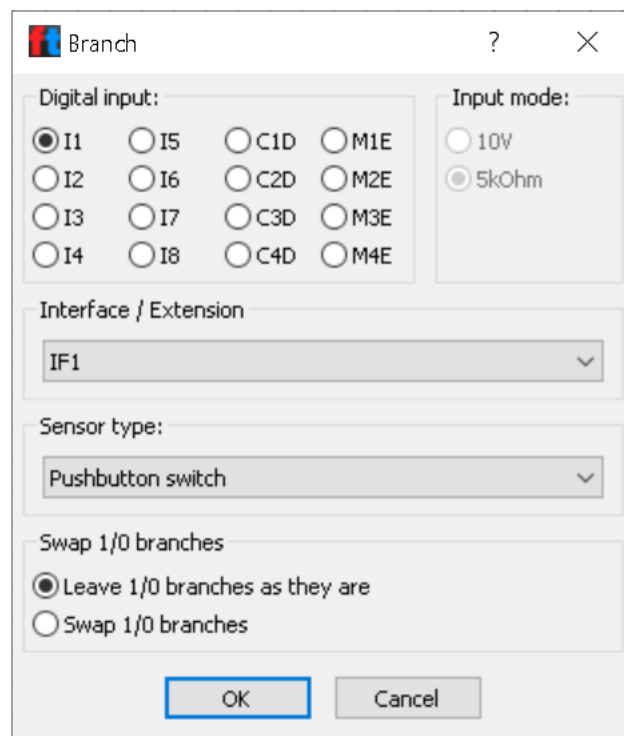 ft Branch ?
Digital input:
I1 I5 C1D M1E
I2 I6 C2D M2E
I3 I7 C3D M3E
I4 I8 C4D M4E
Input mode:
10V
5kOhm
Interface / Extension
IF1
Sensor type:
Pushbutton switch
Swap 1/0 branches
Leave 1/0 branches as they are
Swap 1/0 branches
OK Cancel